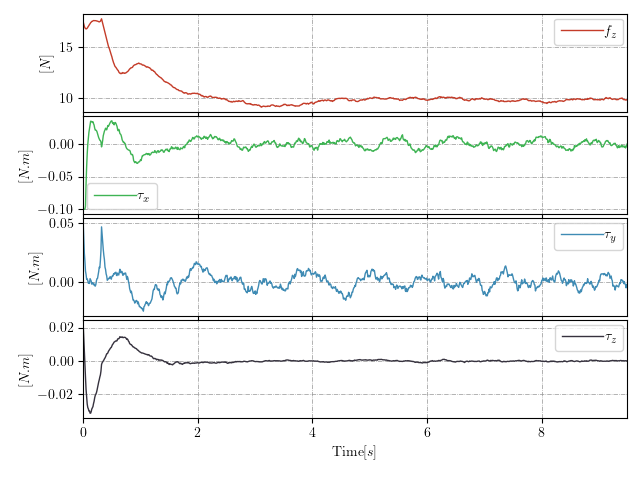 [N]
15
10
f_z
[N.m]
0.00
−0.05
−0.10
τ_x
[N.m]
0.05
0.00
τ_y
[N.m]
0.02
0.00
−0.02
τ_z
0 2 4 6 8
Time[s]